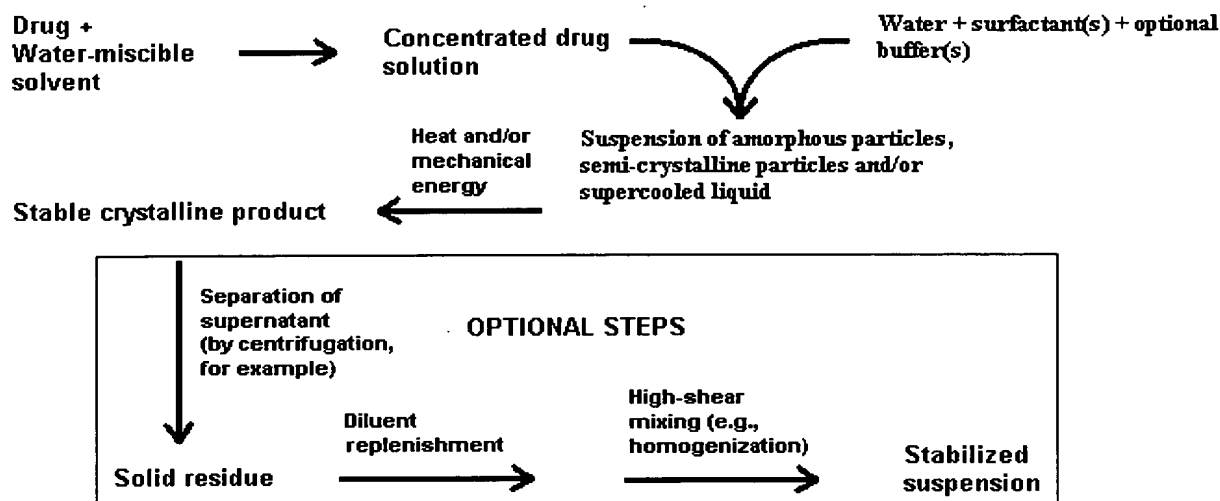 Drug +
Water-miscible
solvent
Concentrated drug
solution
Water + surfactant(s) + optional
buffer(s)
Heat and/or
mechanical
energy
Suspension of amorphous particles,
semi-crystalline particles and/or
supercooled liquid
Stable crystalline product
Separation of
supernatant
(by centrifugation,
for example)
OPTIONAL STEPS
Diluent
replenishment
High-shear
mixing (e.g.,
homogenization)
Solid residue
Stabilized
suspension